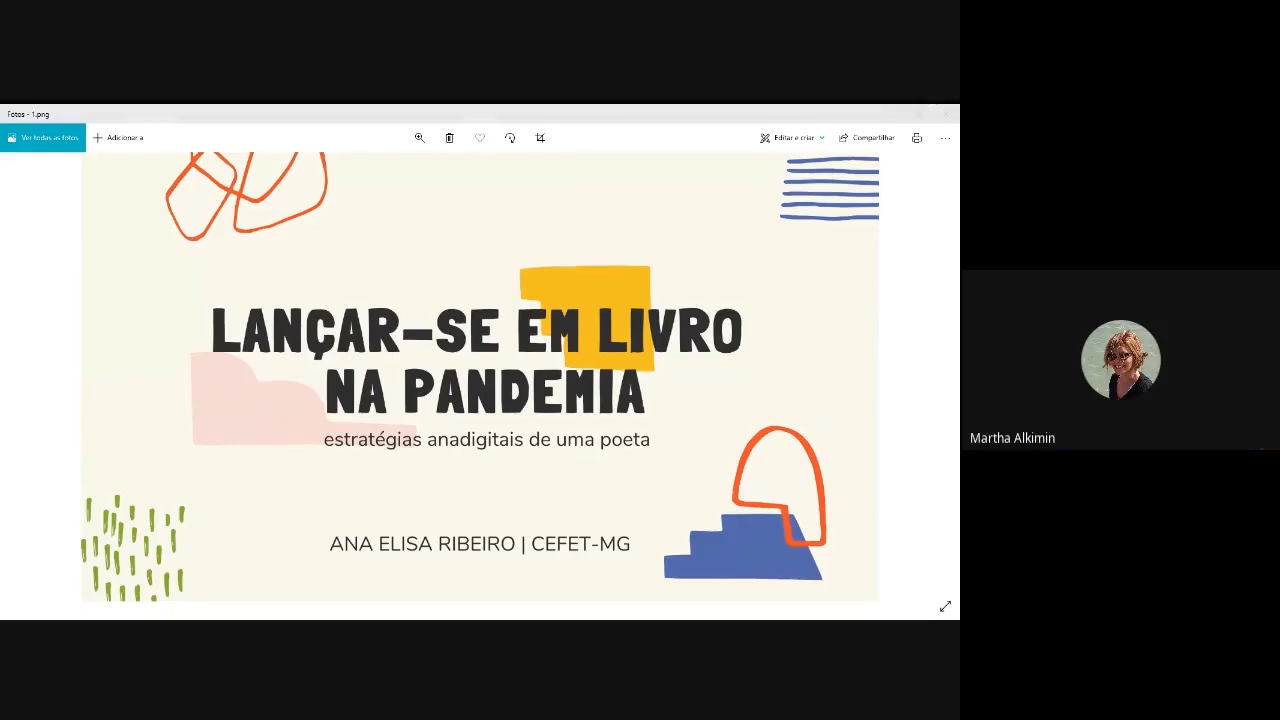 Fotos - 1.png
Ver todas as fotos
Adicionar a
Editar e criar
Compartilhar
LANÇAR-SE EM LIVRO
NA PANDEMIA
estratégias anadigitais de uma poeta
ANA ELISA RIBEIRO | CEFET-MG
Martha Alkimin